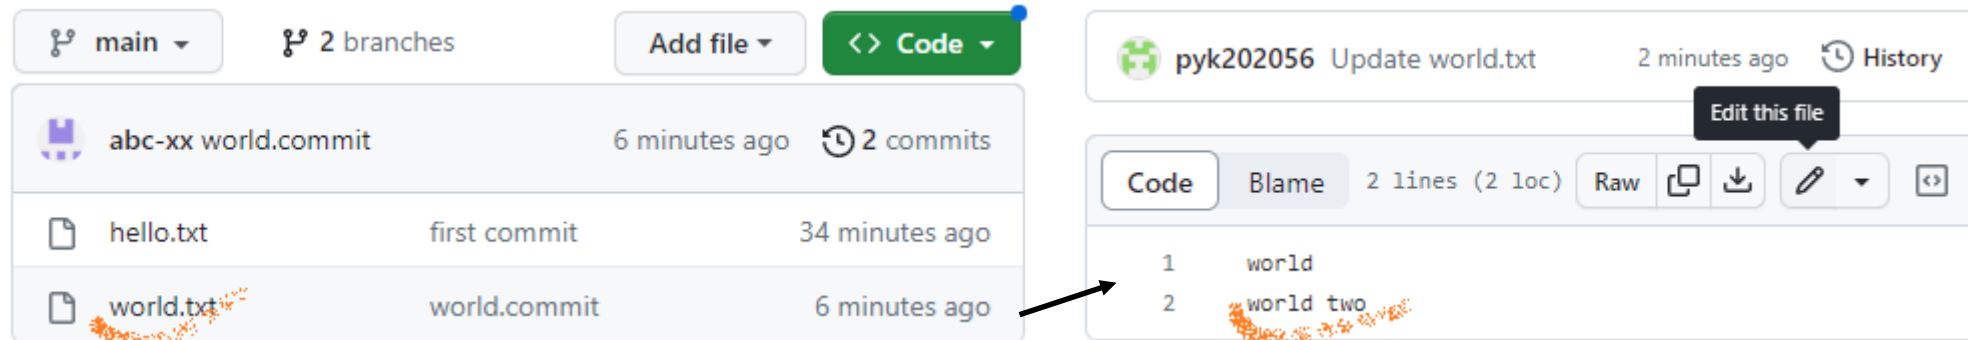 main
2 branches
Add file
Code
abc-xx world.commit
6 minutes ago
2 commits
hello.txt
first commit
34 minutes ago
world.txt
world.commit
6 minutes ago
pyk202056 Update world.txt
2 minutes ago
History
Edit this file
Code
Blame
2 lines (2 loc)
Raw
1 world
2 world two